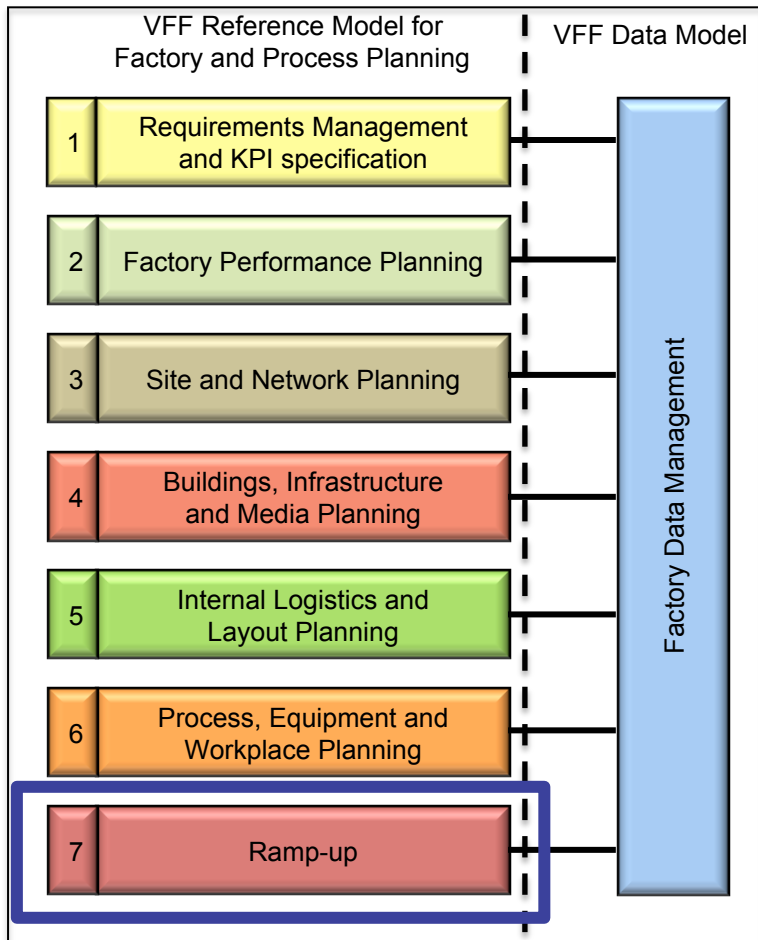 VFF Reference Model for
Factory and Process Planning
VFF Data Model
1
Requirements Management
and KPI specification
2
Factory Performance Planning
3
Site and Network Planning
4
Buildings, Infrastructure
and Media Planning
5
Internal Logistics and
Layout Planning
6
Process, Equipment and
Workplace Planning
7
Ramp-up
Factory Data Management